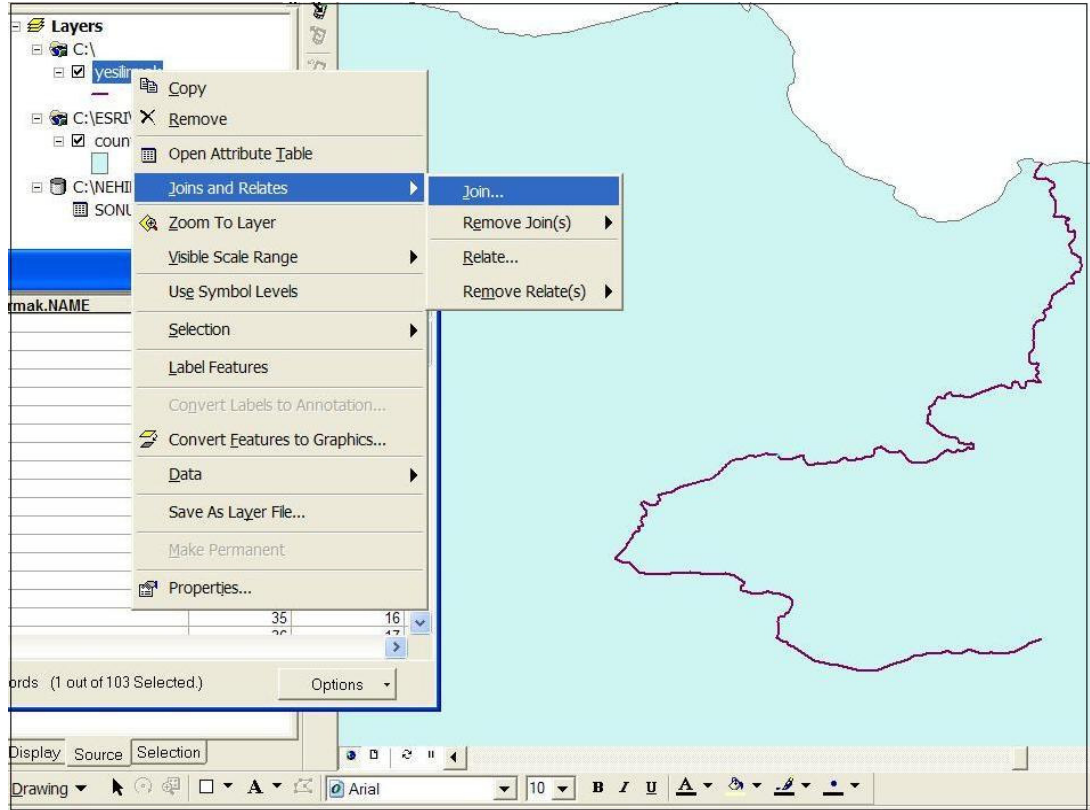 Layers
C:\
Copy
Remove
Open Attribute Table
Joins and Relates
Zoom To Layer
Visible Scale Range
Use Symbol Levels
Selection
Label Features
Convert Labels to Annotation...
Convert Features to Graphics...
Data
Save As Layer File...
Make Permanent
Properties...
Join...
Remove Join(s)
Relate...
Remove Relate(s)
C:\ESRI\
coun
C:\NEHI
SONU
rmak.NAME
35 16
36 17
ords (1 out of 103 Selected.) Options
Display Source Selection
Drawing A Arial 10 B I U A